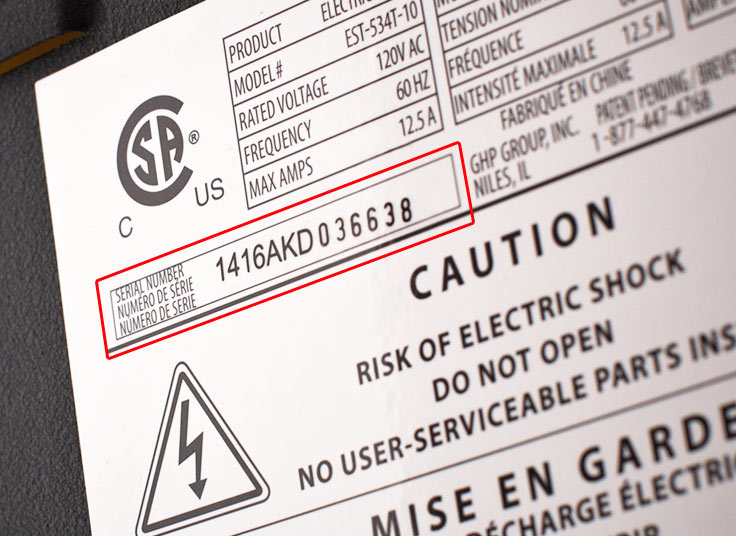 PRODUCT
MODEL# EST-534T-10
RATED VOLTAGE 120V AC
FREQUENCY 60 HZ
MAX AMPS 12.5 A
TENSION
FRÉQUENCE
INTENSITÉ MAXIMALE 12.5 A
FABRIQUÉ EN CHINE
GHP GROUP, INC. PATENT PENDING /
NILES, IL 1-877-447-4768
CSA ®
C US
SERIAL NUMBER
NÚMERO DE SÉRIE
NUMÉRO DE SERIE
1416AKD036638
CAUTION
RISK OF ELECTRIC SHOCK
DO NOT OPEN
NO USER-SERVICEABLE PARTS INS
MISE EN GARDE
DÉCHARGE ÉLECTRI